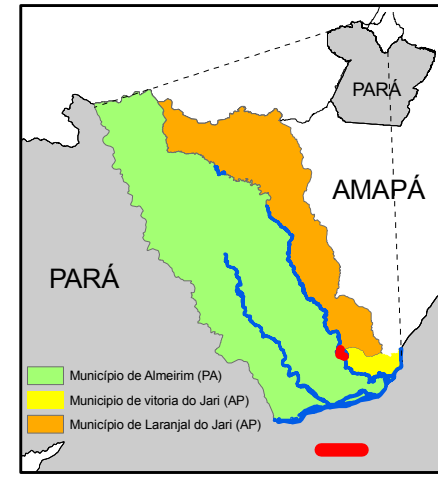 PARÁ
AMAPÁ
PARÁ
Município de Almeirim (PA)
Municipio de vitoria do Jari (AP)
Município de Laranjal do Jari (AP)